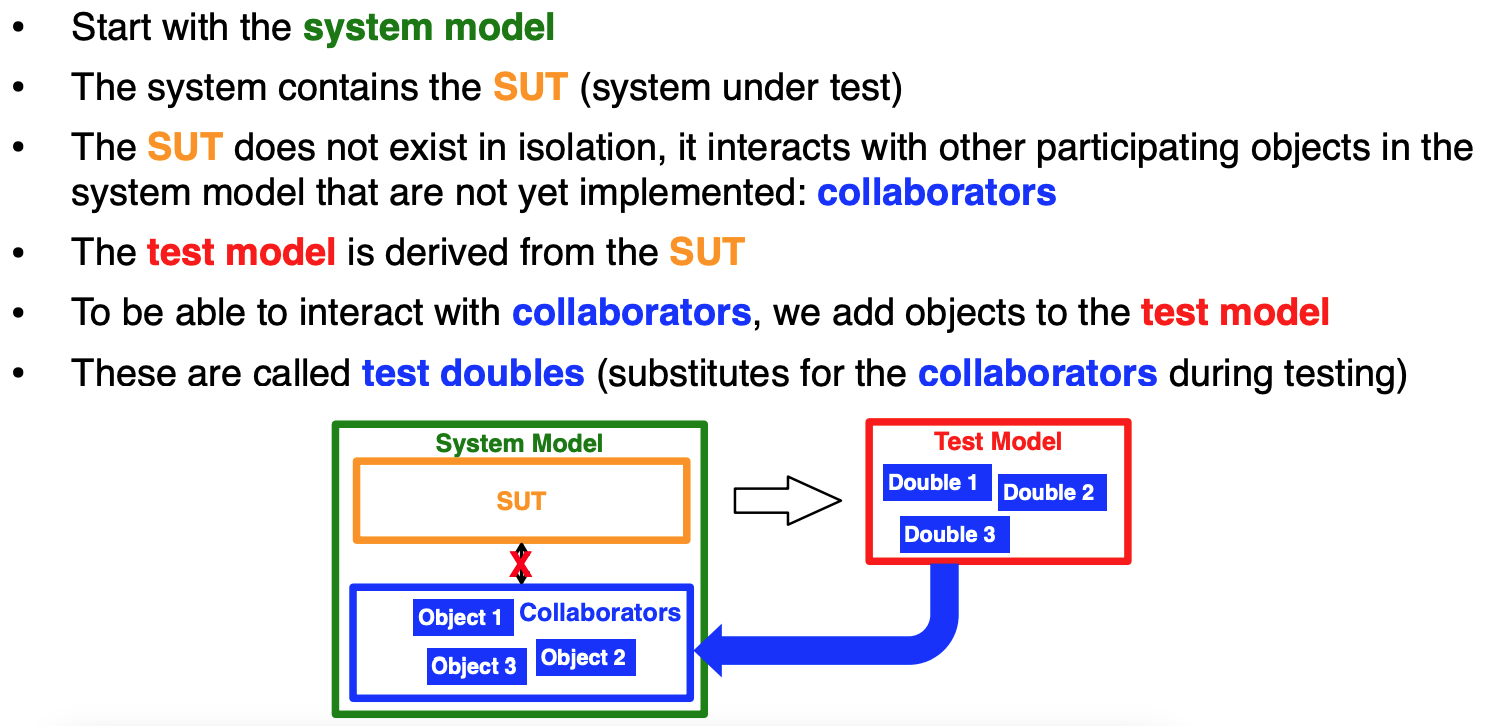 • Start with the system model
• The system contains the SUT (system under test)
• The SUT does not exist in isolation, it interacts with other participating objects in the
system model that are not yet implemented: collaborators
• The test model is derived from the SUT
• To be able to interact with collaborators, we add objects to the test model
• These are called test doubles (substitutes for the collaborators during testing)
System Model
SUT
Object 1
Collaborators
Object 3
Object 2
Test Model
Double 1
Double 2
Double 3